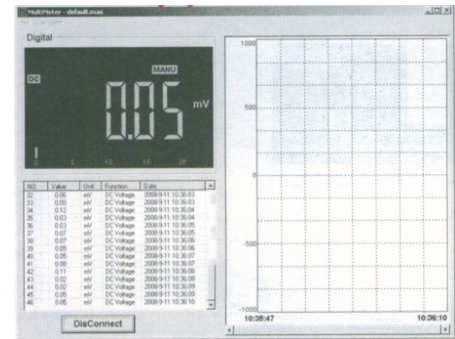 MultiMeter - default.mas
Digital
DC
MANU
0.05 mV
0 5 10 15 20
NO. Value Unit Function Date
32 0.06 mV DC Voltage 2008-9-11 10:36:03
33 0.00 mV DC Voltage 2008-9-11 10:36:03
34 0.12 mV DC Voltage 2008-9-11 10:36:04
35 0.03 mV DC Voltage 2008-9-11 10:36:04
36 0.03 mV DC Voltage 2008-9-11 10:36:05
37 0.07 mV DC Voltage 2008-9-11 10:36:05
38 0.07 mV DC Voltage 2008-9-11 10:36:06
39 0.05 mV DC Voltage 2008-9-11 10:36:06
40 0.05 mV DC Voltage 2008-9-11 10:36:07
41 0.08 mV DC Voltage 2008-9-11 10:36:07
42 0.11 mV DC Voltage 2008-9-11 10:36:08
43 0.02 mV DC Voltage 2008-9-11 10:36:08
44 0.02 mV DC Voltage 2008-9-11 10:36:09
45 0.05 mV DC Voltage 2008-9-11 10:36:09
46 0.05 mV DC Voltage 2008-9-11 10:36:10
DisConnect
1000
500
0
-500
-1000
10:35:47 10:36:10